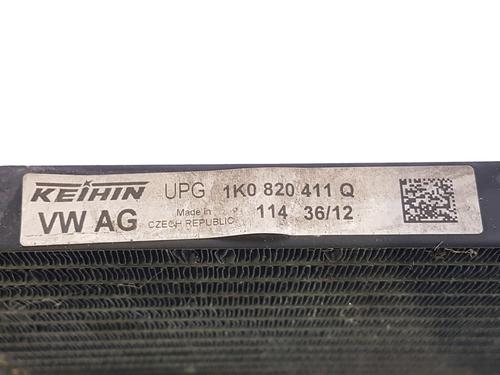 KEIHIN UPG 1K0 820 411 Q
VW AG Made in CZECH REPUBLIC 114 36/12